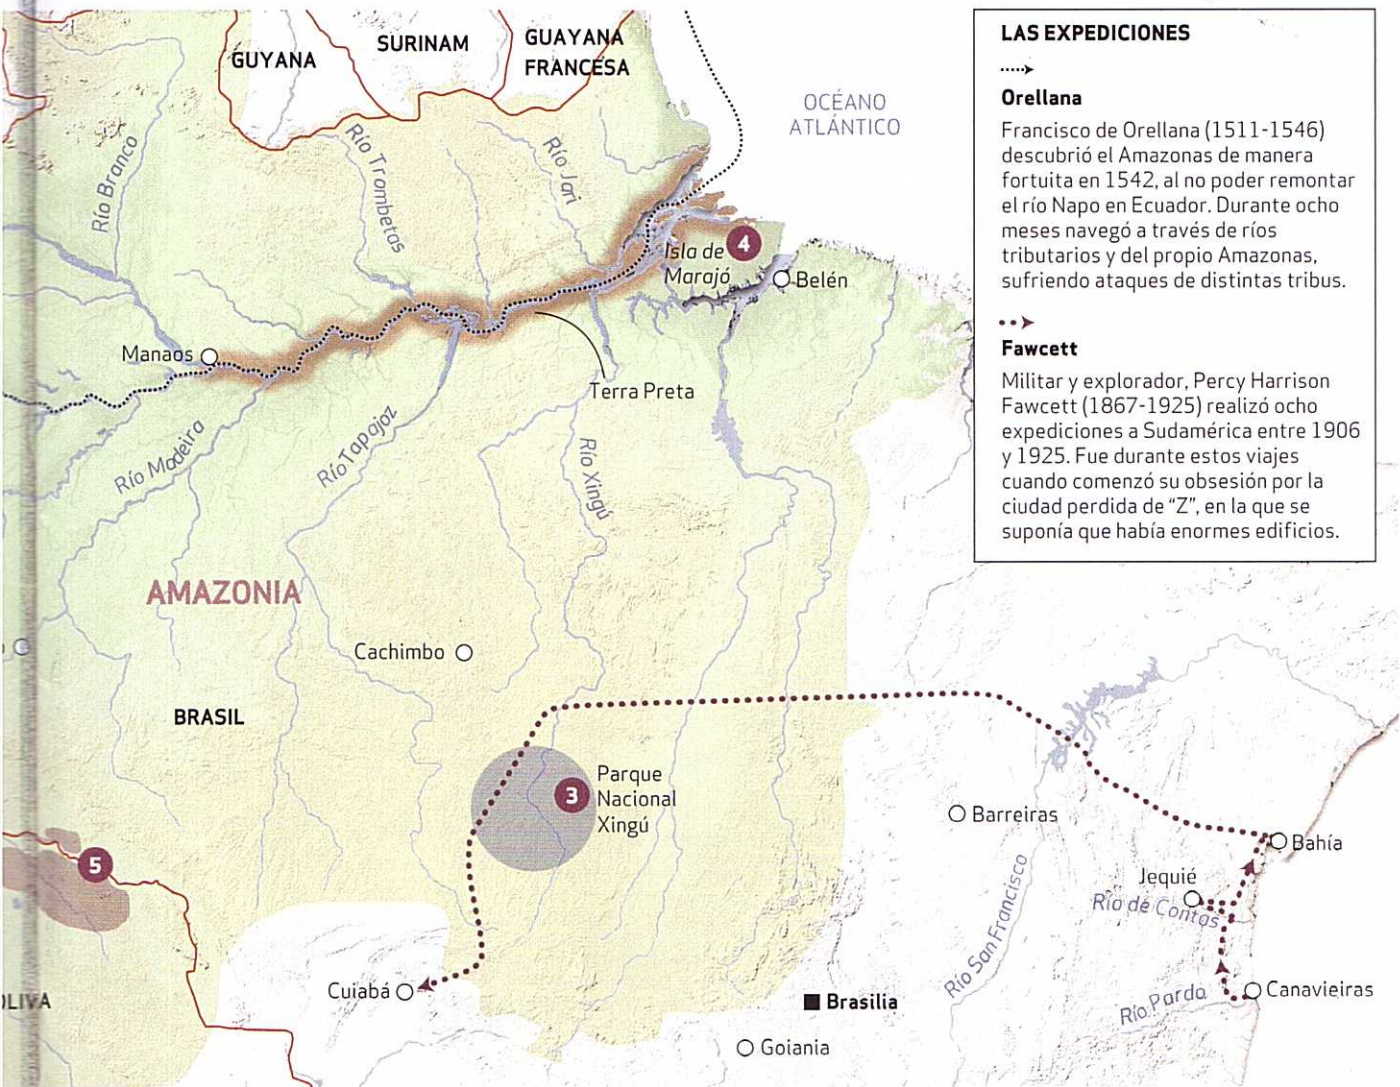 GUYANA
SURINAM
GUAYANA
FRANCESA
OCÉANO
ATLÁNTICO
Río Branco
Río Trombetas
Río Jari
Isla de
Marajó
4
Belén
Manaos
Terra Preta
Río Madeira
Río Tapajoz
Río Xingú
AMAZONIA
Cachimbo
BRASIL
3
Parque
Nacional
Xingú
5
Barreiras
Bahía
Jequié
Río de Contas
Río San Francisco
Cuiabá
Brasilia
Río Pardo
Canavieiras
Goiania
OLIVA
LAS EXPEDICIONES
Orellana
Francisco de Orellana (1511-1546)
descubrió el Amazonas de manera
fortuita en 1542, al no poder remontar
el río Napo en Ecuador. Durante ocho
meses navegó a través de ríos
tributarios y del propio Amazonas,
sufriendo ataques de distintas tribus.
Fawcett
Militar y explorador, Percy Harrison
Fawcett (1867-1925) realizó ocho
expediciones a Sudamérica entre 1906
y 1925. Fue durante estos viajes
cuando comenzó su obsesión por la
ciudad perdida de “Z”, en la que se
suponía que había enormes edificios.